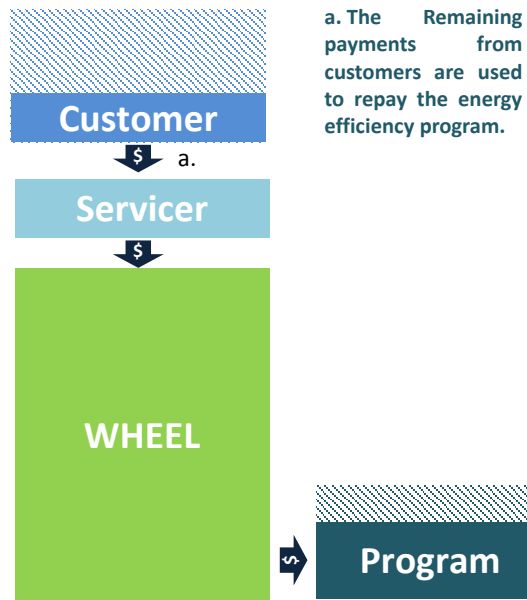 a. The Remaining
payments from
customers are used
to repay the energy
efficiency program.
Customer
$ a.
Servicer
$
WHEEL
$
Program